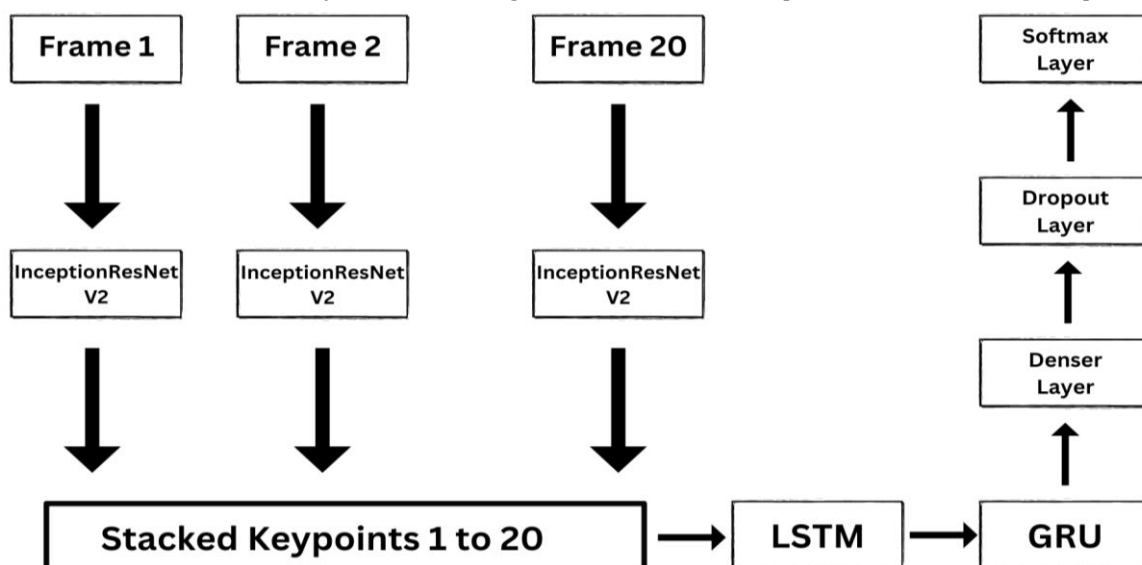 Frame 1
Frame 2
Frame 20
Softmax
Layer
Dropout
Layer
InceptionResNet
V2
InceptionResNet
V2
InceptionResNet
V2
Denser
Layer
Stacked Keypoints 1 to 20
LSTM
GRU